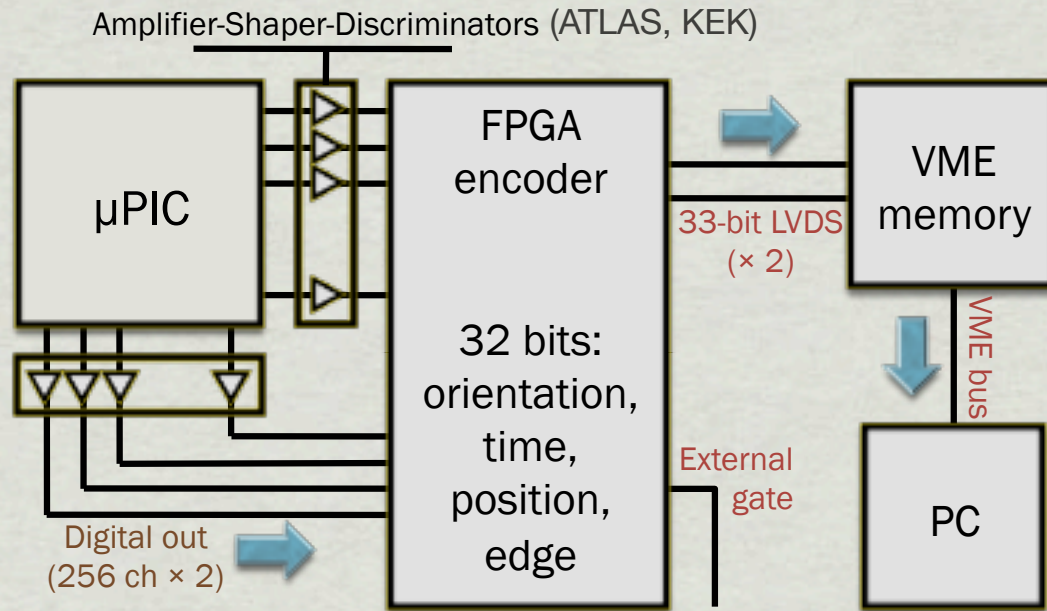 Amplifier-Shaper-Discriminators (ATLAS, KEK)
µPIC
FPGA
encoder
32 bits:
orientation,
time,
position,
edge
33-bit LVDS
(× 2)
VME
memory
VME bus
PC
External
gate
Digital out
(256 ch × 2)